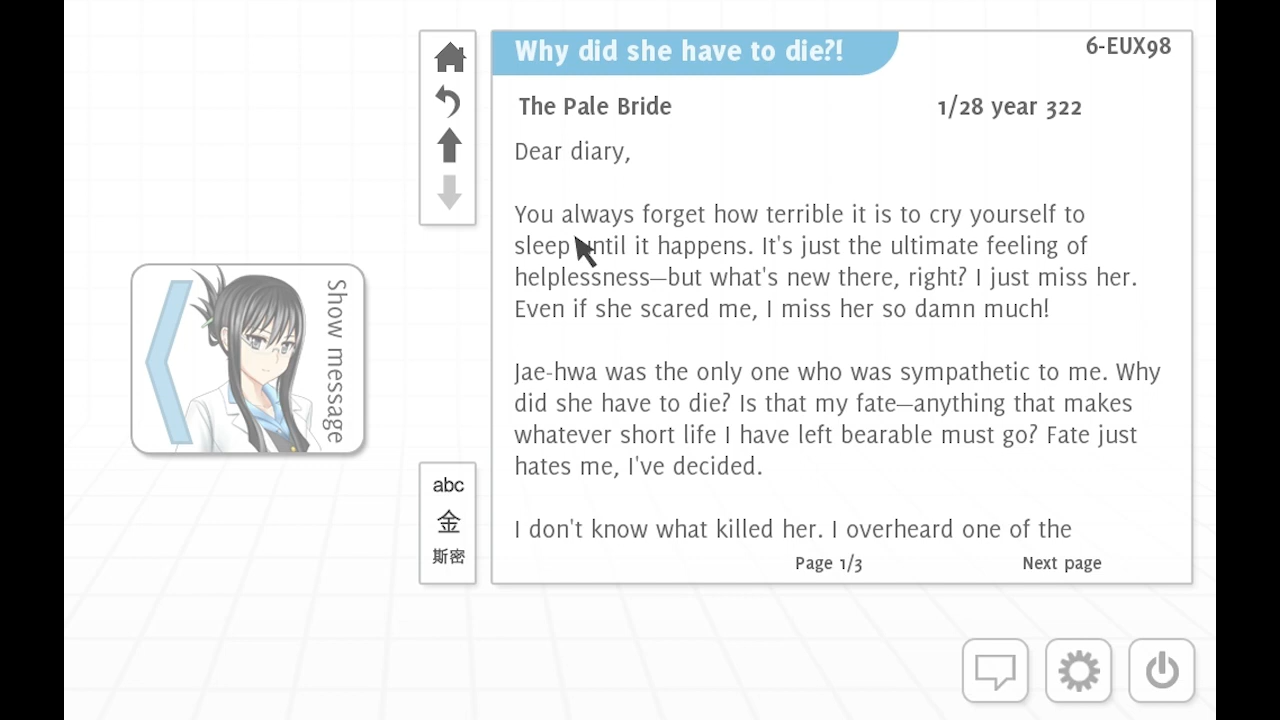 Why did she have to die?!
6-EUX98
The Pale Bride
1/28 year 322
Dear diary,
You always forget how terrible it is to cry yourself to
sleep until it happens. It's just the ultimate feeling of
helplessness—but what's new there, right? I just miss her.
Even if she scared me, I miss her so damn much!
Jae-hwa was the only one who was sympathetic to me. Why
did she have to die? Is that my fate—anything that makes
whatever short life I have left bearable must go? Fate just
hates me, I've decided.
I don't know what killed her. I overheard one of the
Page 1/3
Next page
Show message
abc
金
斯密